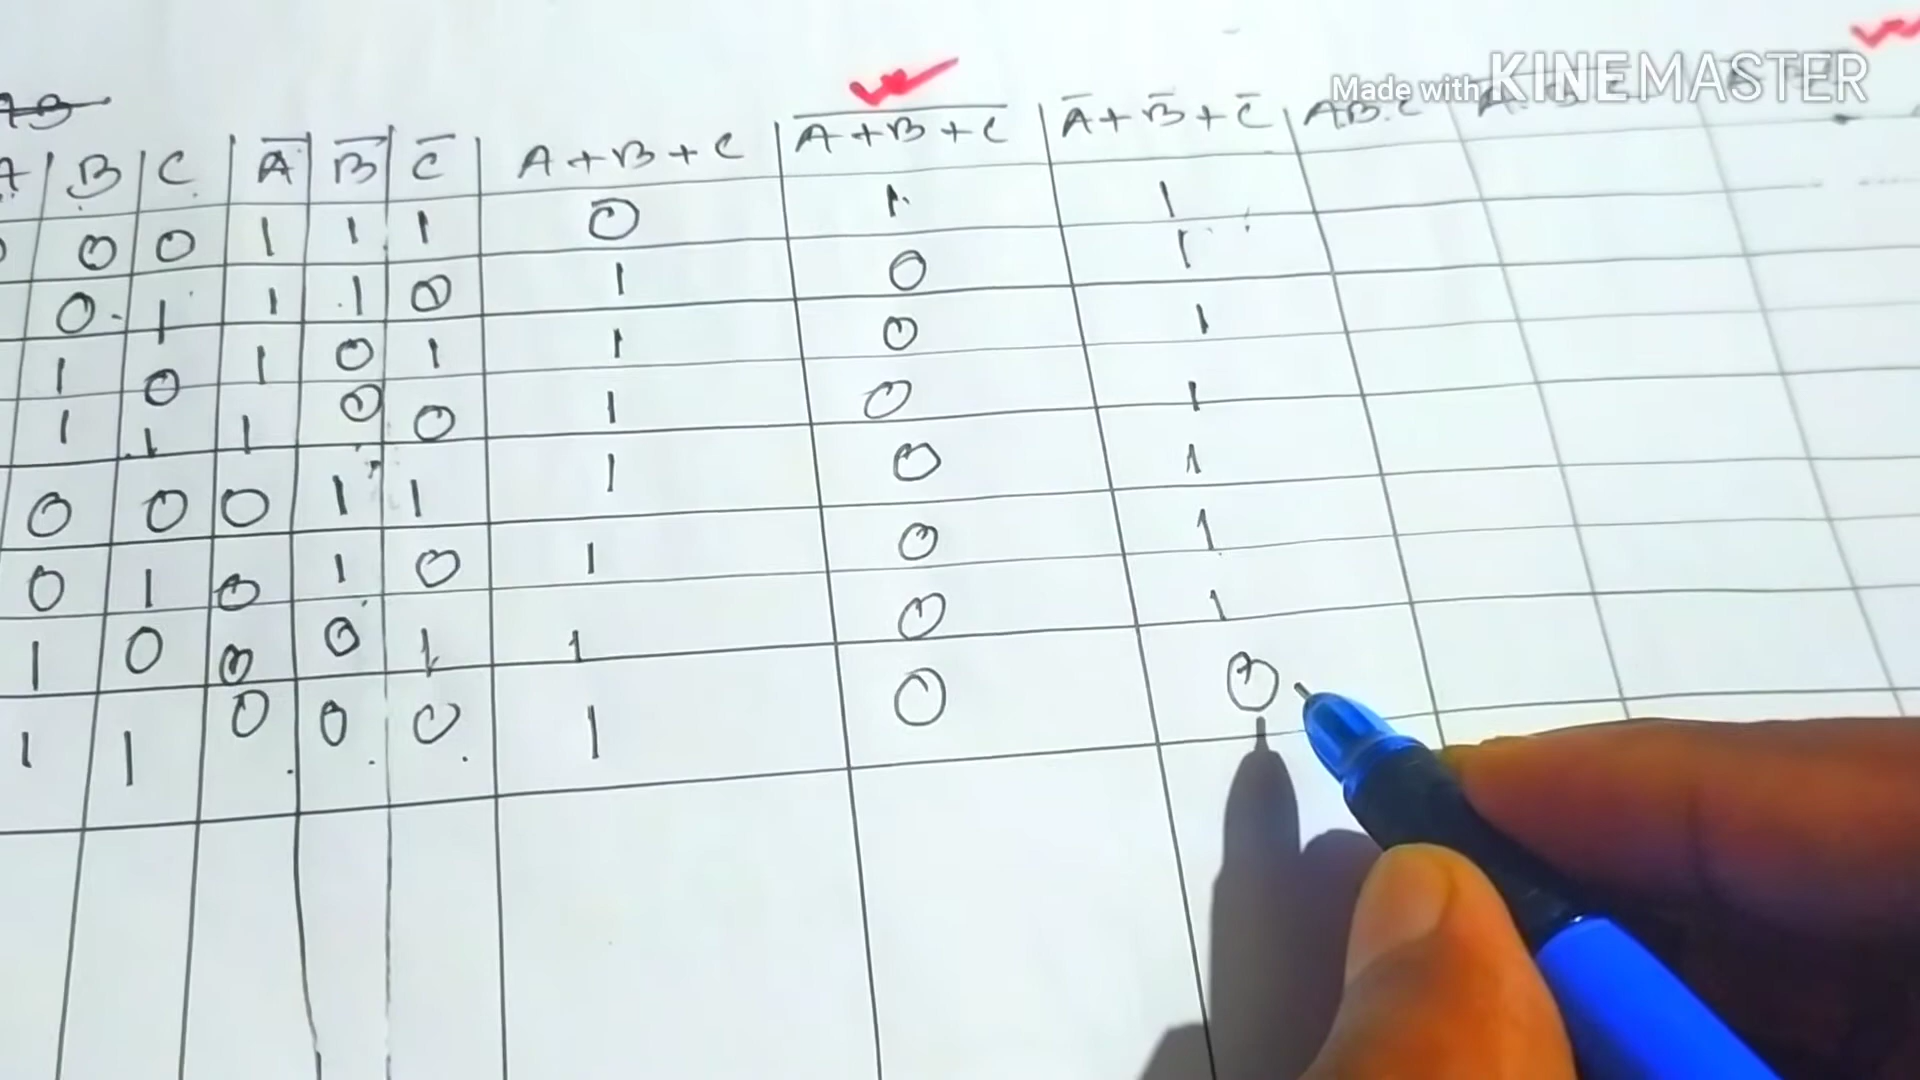 Made with KINEMASTER
A B C A̅ B̅ C̅ A+B+C \overline{A+B+C} A̅+B̅+C̅ AB.C
0 0 0 1 1 1 0 1 1
0 1 1 1 0 1 0 1
1 0 1 0 1 1 0 1
1 1 1 0 0 1 0 1
0 0 0 1 1 1 0 1
0 1 0 1 0 1 0 1
1 0 0 0 1 1 0 1
1 1 0 0 0 1 0 0